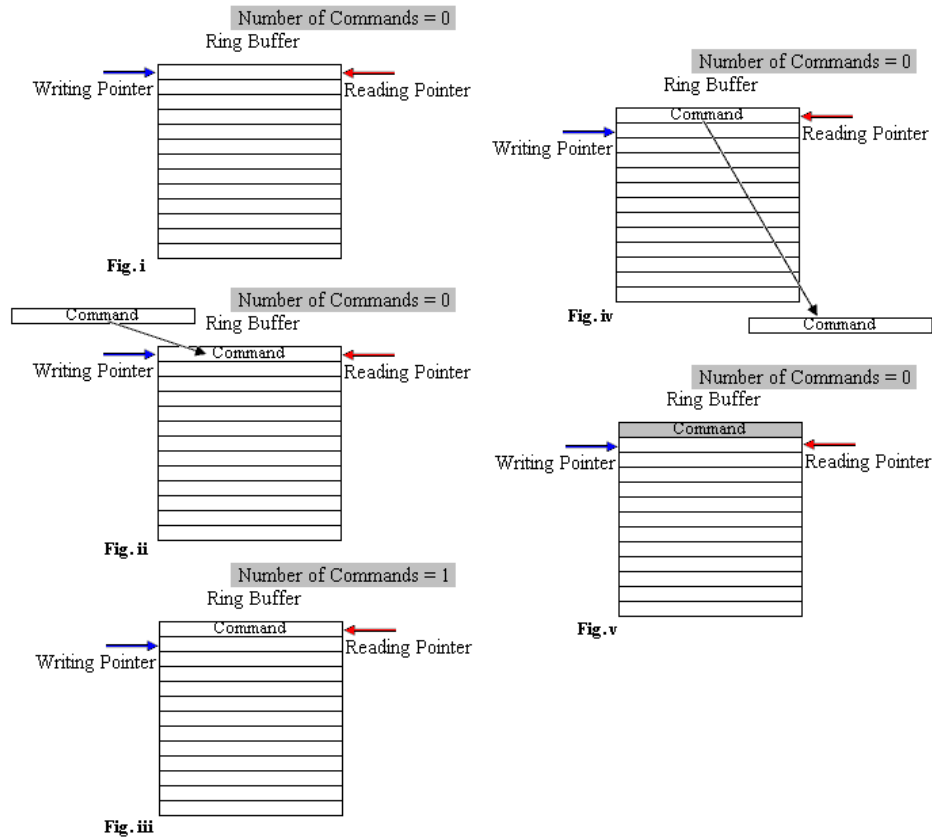 Number of Commands = 0
Ring Buffer
Writing Pointer
Reading Pointer
Fig.i
Number of Commands = 0
Command
Ring Buffer
Command
Writing Pointer
Reading Pointer
Fig.ii
Number of Commands = 1
Ring Buffer
Command
Writing Pointer
Reading Pointer
Fig.iii
Number of Commands = 0
Ring Buffer
Command
Writing Pointer
Reading Pointer
Fig.iv
Command
Number of Commands = 0
Ring Buffer
Command
Writing Pointer
Reading Pointer
Fig.v